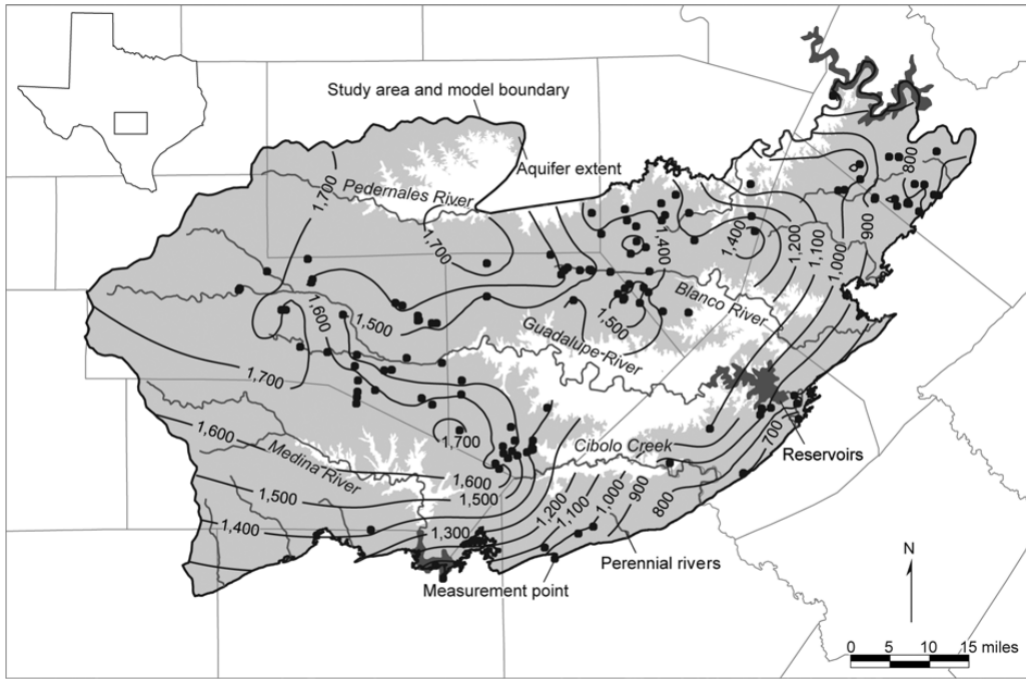 Study area and model boundary
Aquifer extent
800
Pedernales River
1,700
1,700
1,400
1,400
900
1,200
1,100
1,000
1,600
1,500
1,500
Blanco River
Guadalupe River
1,700
1,700
700
1,600
Cibolo Creek
Medina River
Reservoirs
1,600
1,500
1,500
900
800
1,000
1,200
1,100
1,400
1,300
Perennial rivers
Measurement point
N
0 5 10 15 miles